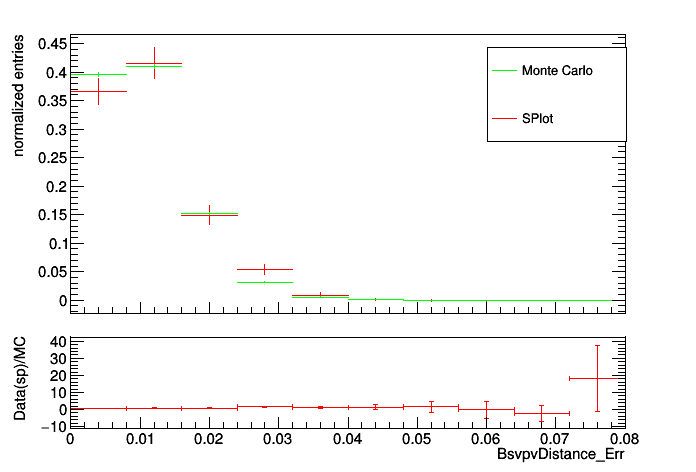 normalized entries
0.45
0.4
0.35
0.3
0.25
0.2
0.15
0.1
0.05
0
Monte Carlo
SPlot
Data(sp)/MC
40
30
20
10
0
−10
0 0.01 0.02 0.03 0.04 0.05 0.06 0.07 0.08
BsvpvDistance_Err